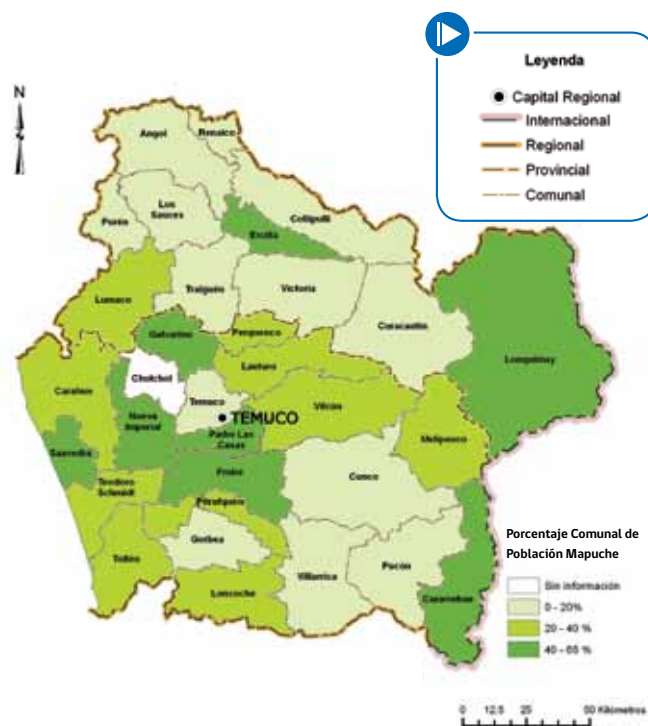 Leyenda
Capital Regional
Internacional
Regional
Provincial
Comunal
N
Angol
Renaico
Los
Sauces
Purén
Collipulli
Ercilla
Lumaco
Traiguén
Victoria
Curacautín
Lonquimay
Galvarino
Perquenco
Lautaro
Cholchol
Carahue
Temuco
TEMUCO
Vilcún
Melipeuco
Nueva
Imperial
Padre Las
Casas
Saavedra
Freire
Cunco
Teodoro
Schmidt
Pitrufquén
Gorbea
Toltén
Villarrica
Pucón
Loncoche
Curarrehue
Porcentaje Comunal de
Población Mapuche
Sin información
0 - 20%
20 - 40 %
40 - 65 %
0 12,5 25 50 Kilómetros